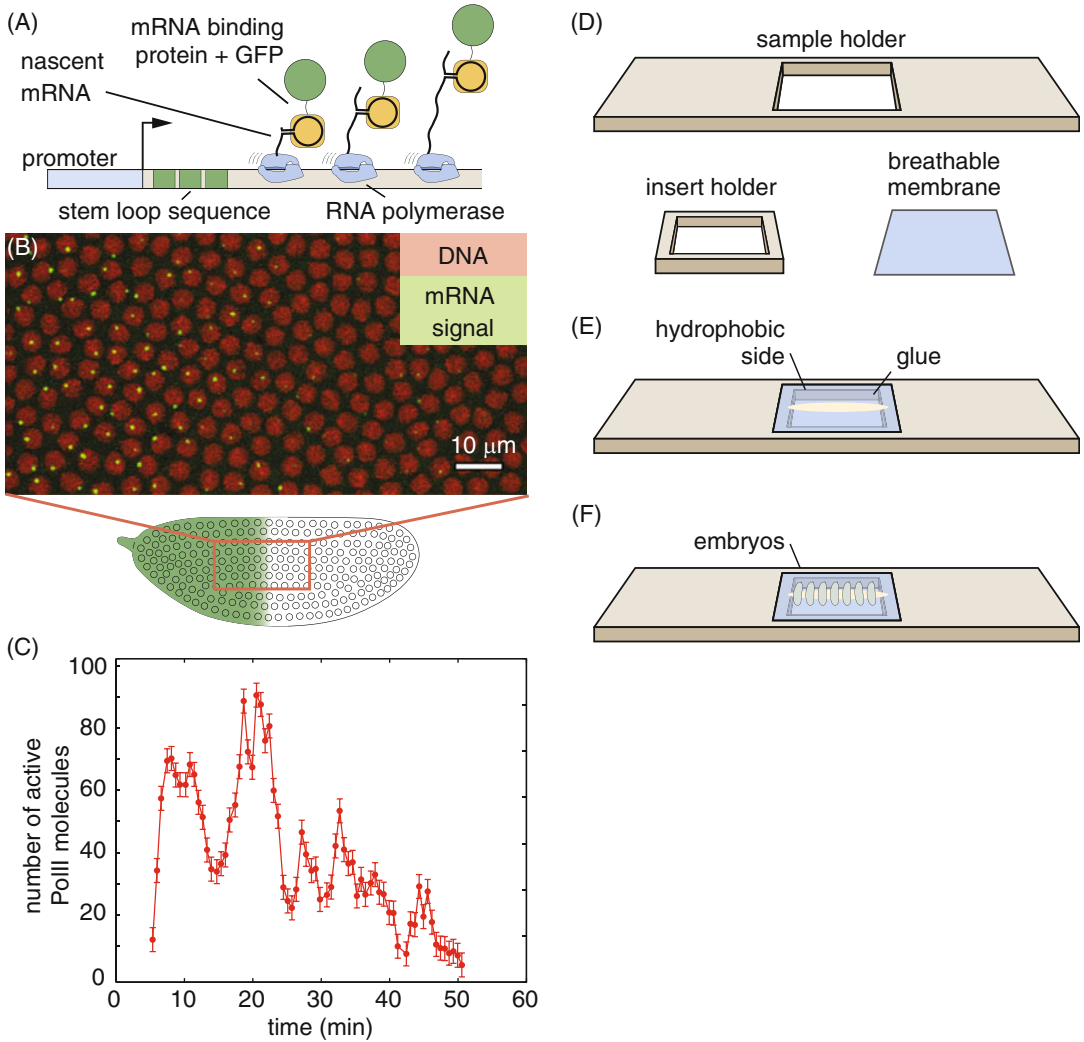 (A)
mRNA binding
protein + GFP
nascent
mRNA
promoter
stem loop sequence
RNA polymerase
(B)
DNA
mRNA
signal
10 μm
(C)
number of active
PolII molecules
100
80
60
40
20
0
0 10 20 30 40 50 60
time (min)
(D)
sample holder
insert holder
breathable
membrane
(E)
hydrophobic
side
glue
(F)
embryos